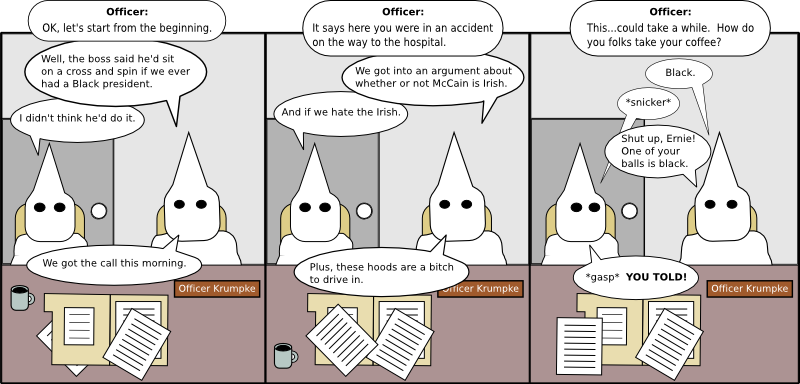 Officer:
OK, let's start from the beginning.
Well, the boss said he'd sit
on a cross and spin if we ever
had a Black president.
I didn't think he'd do it.
We got the call this morning.
Officer Krumpke
Officer:
It says here you were in an accident
on the way to the hospital.
We got into an argument about
whether or not McCain is Irish.
And if we hate the Irish.
Plus, these hoods are a bitch
to drive in.
Officer Krumpke
Officer:
This...could take a while. How do
you folks take your coffee?
Black.
*snicker*
Shut up, Ernie!
One of your
balls is black.
*gasp* YOU TOLD!
Officer Krumpke